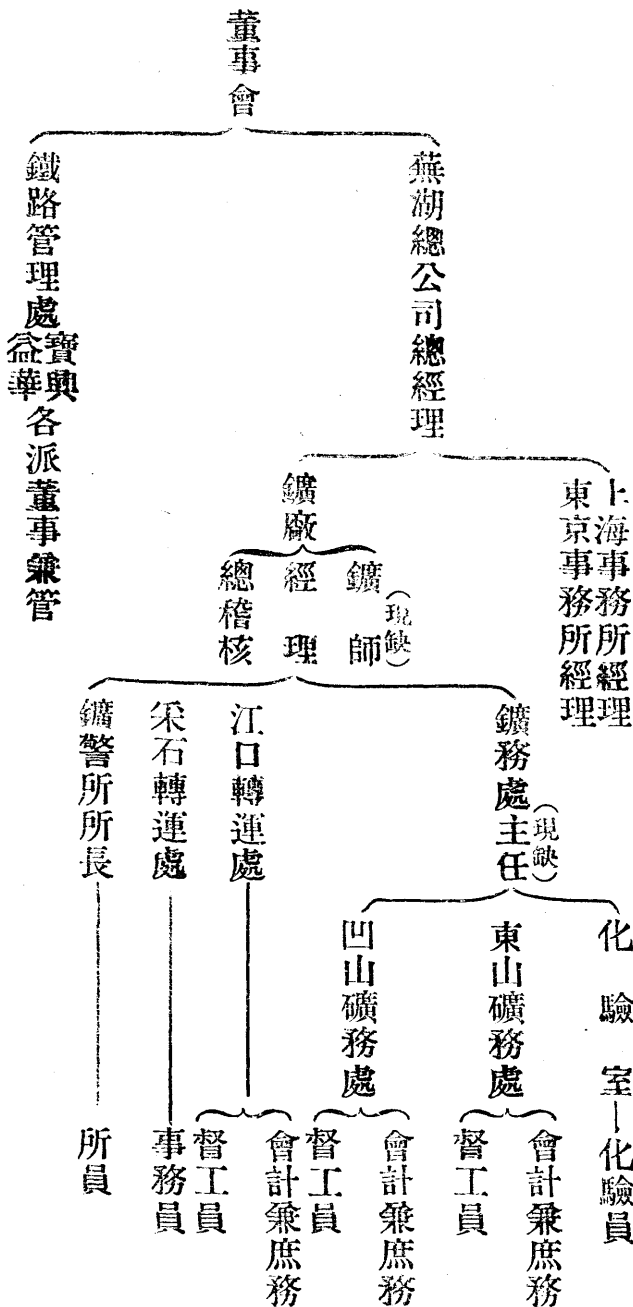 董事會
蕪湖總公司總經理
上海事務所經理
東京事務所經理
鑛廠
鑛師
(現缺)
經理
總稽核
鑛務處主任
(現缺)
化驗室
化驗員
東山礦務處
會計兼庶務
督工員
凹山礦務處
會計兼庶務
督工員
江口轉運處
會計兼庶務
督工員
采石轉運處
事務員
鑛警所所長
所員
鐵路管理處寶興益華各派董事兼管